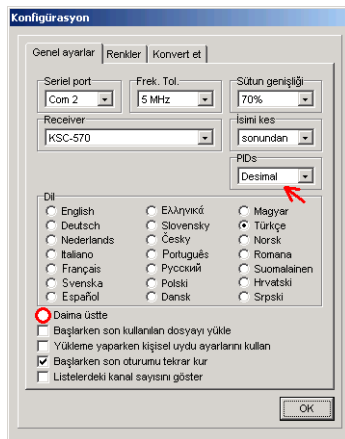 Konfigürasyon
Genel ayarlar Renkler Konvert et
Seriel port Frek. Tol. Sütun genişliği
Com 2 5 MHz 70%
Receiver İsimi kes
KSC-570 sonundan
PIDs
Desimal
Dil
English Ελληνικά Magyar
Deutsch Slovensky Türkçe
Nederlands Česky Norsk
Italiano Português Romana
Français Русский Suomalainen
Svenska Polski Hrvatski
Español Dansk Srpski
Daima üstte
Başlarken son kullanılan dosyayı yükle
Yükleme yaparken kişisel uydu ayarlarını kullan
Başlarken son oturumu tekrar kur
Listelerdeki kanal sayısını göster
OK